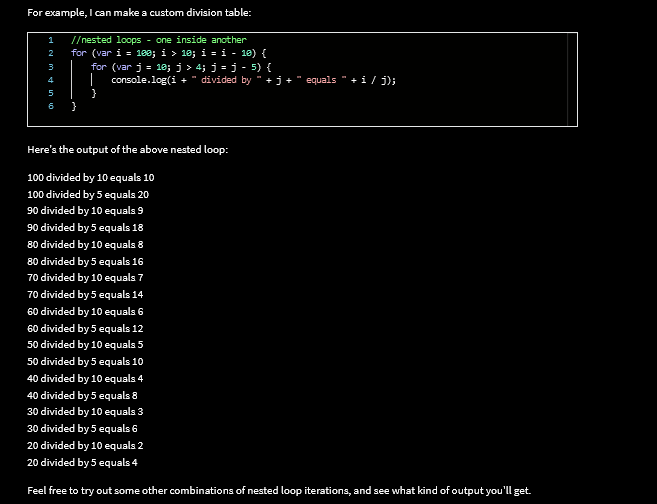 For example, I can make a custom division table:
1 //nested loops - one inside another
2 for (var i = 100; i > 10; i = i - 10) {
3 for (var j = 10; j > 4; j = j - 5) {
4 console.log(i + " divided by " + j + " equals " + i / j);
5 }
6 }
Here's the output of the above nested loop:
100 divided by 10 equals 10
100 divided by 5 equals 20
90 divided by 10 equals 9
90 divided by 5 equals 18
80 divided by 10 equals 8
80 divided by 5 equals 16
70 divided by 10 equals 7
70 divided by 5 equals 14
60 divided by 10 equals 6
60 divided by 5 equals 12
50 divided by 10 equals 5
50 divided by 5 equals 10
40 divided by 10 equals 4
40 divided by 5 equals 8
30 divided by 10 equals 3
30 divided by 5 equals 6
20 divided by 10 equals 2
20 divided by 5 equals 4
Feel free to try out some other combinations of nested loop iterations, and see what kind of output you'll get.